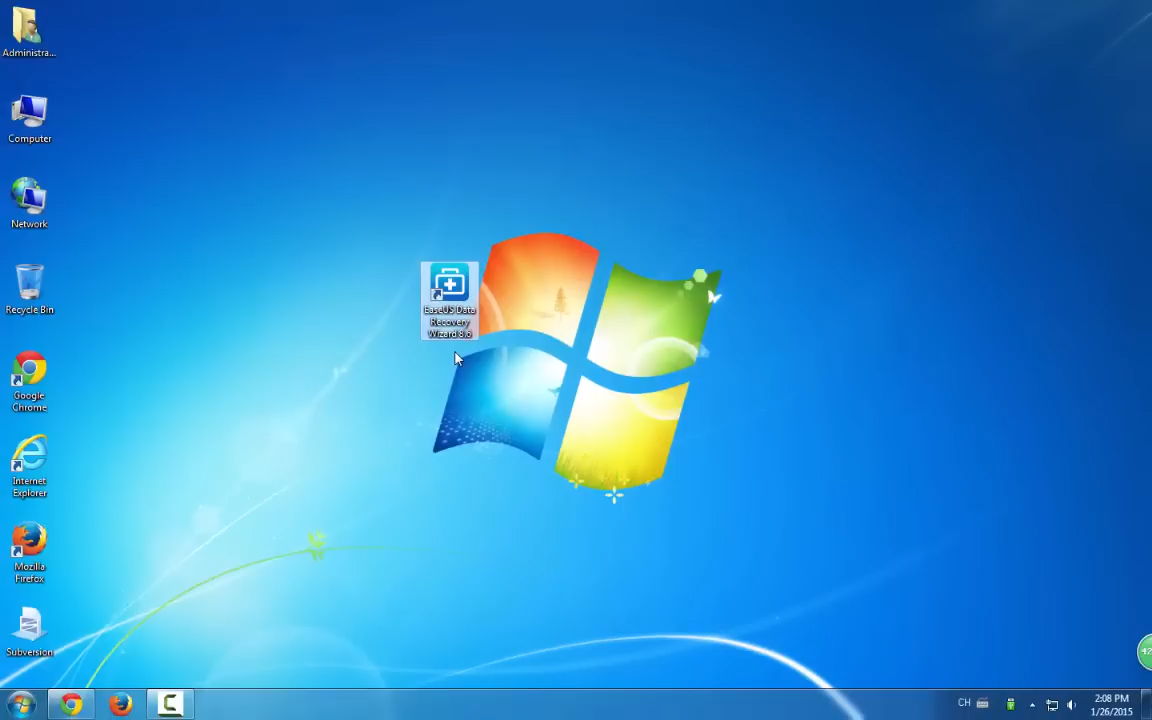 Administra...
Computer
Network
Recycle Bin
Google
Chrome
Internet
Explorer
Mozilla
Firefox
Subversion
EaseUS Data
Recovery
Wizard 8.6
CH
2:08 PM
1/26/2015
42